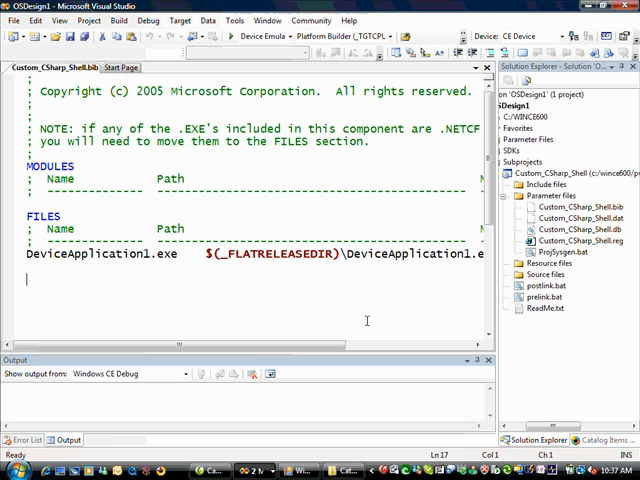 OSDesign1 - Microsoft Visual Studio
File Edit View Project Build Debug Target Tools Window Community Help
Device Emula Platform Builder (_TGTCPL Device: CE Device
Custom_CSharp_Shell.bib Start Page
;
; Copyright (c) 2005 Microsoft Corporation. All rights reserved.
;
;
; NOTE: if any of the .EXE's included in this component are .NETCF
; you will need to move them to the FILES section.
;
MODULES
; Name Path
; -------------- ----------------------------------------
FILES
; Name Path
; -------------- ----------------------------------------
DeviceApplication1.exe $(_FLATRELEASEDIR)\DeviceApplication1.e
Solution Explorer - Solution 'O...
on 'OSDesign1' (1 project)
SDesign1
C:/WINCE600
Favorites
Parameter Files
SDKs
Subprojects
Custom_CSharp_Shell (c:/wince600/p
Include files
Parameter files
Custom_CSharp_Shell.bib
Custom_CSharp_Shell.dat
Custom_CSharp_Shell.db
Custom_CSharp_Shell.reg
ProjSysgen.bat
Resource files
Source files
postlink.bat
prelink.bat
ReadMe.txt
Output
Show output from: Windows CE Debug
Error List Output
Solution Explorer Catalog Items ...
Ready Ln 17 Col 1 Ch 1 INS
Ca... 2 M Wi... Cat... 10:37 AM